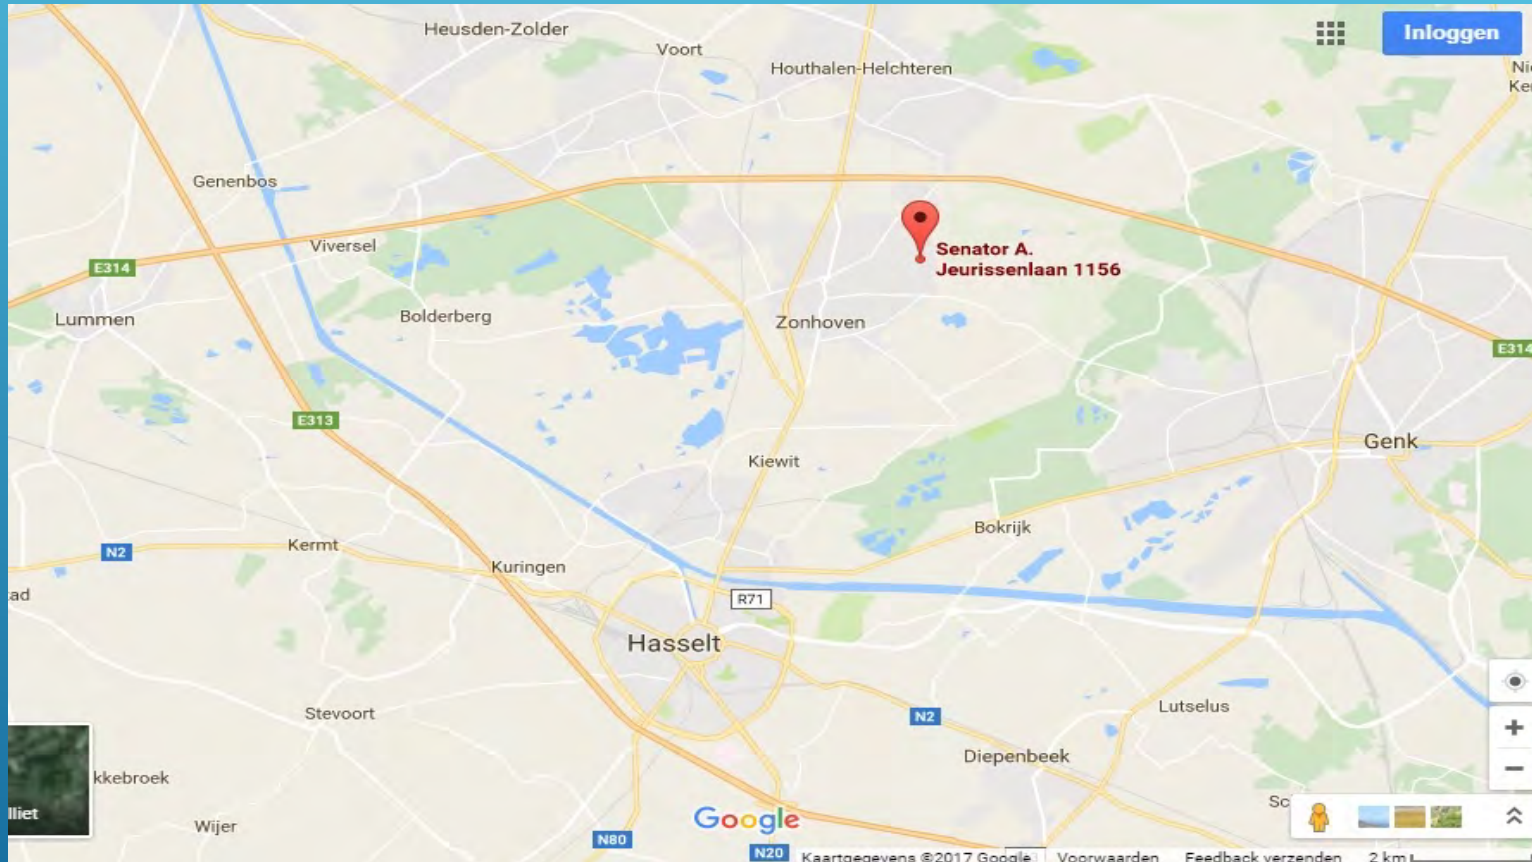 Heusden-Zolder
Voort
Inloggen
Houthalen-Helchteren
Genenbos
Viversel
E314
Senator A.
Jeurissenlaan 1156
Lummen
Bolderberg
Zonhoven
E314
E313
Genk
Kiewit
Bokrijk
N2
Kermt
Kuringen
R71
Hasselt
Stevoort
N2
Lutselus
Diepenbeek
kkebroek
lliet
Wijer
Google
N80
N20
Kaartgegevens ©2017 Google
Voorwaarden
Feedback verzenden
2 km